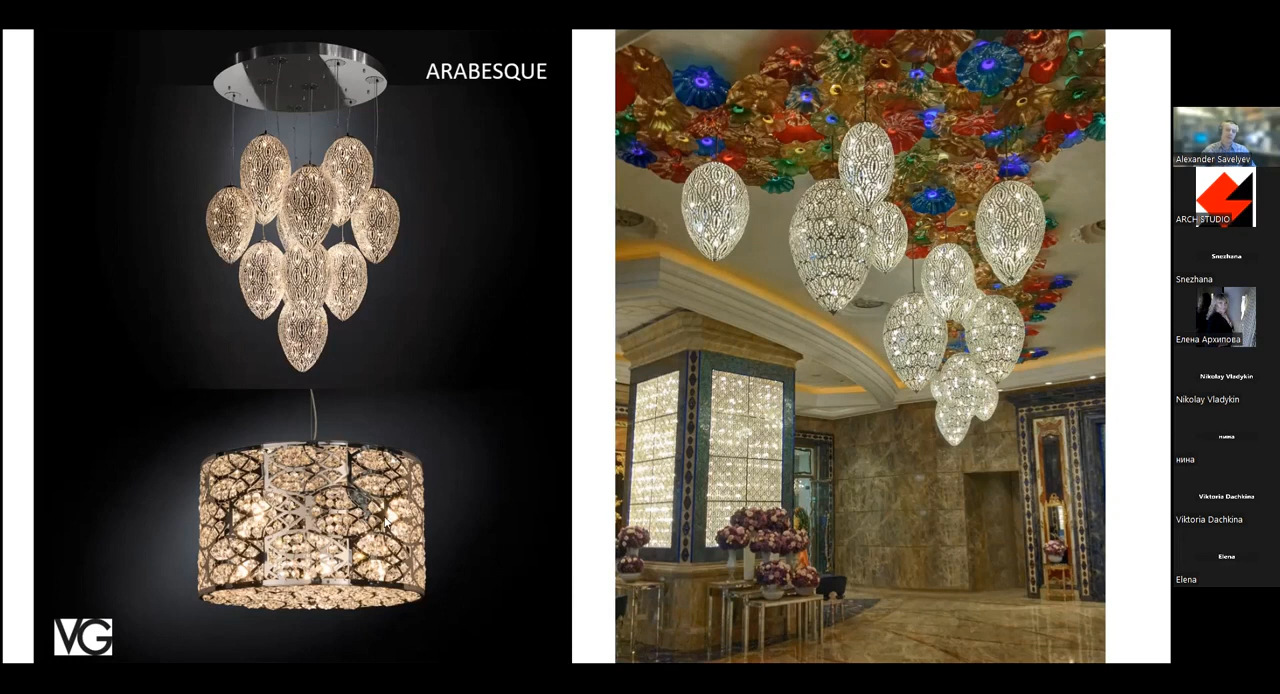 ARABESQUE
VG
Alexander Savelyev
ARCH STUDIO
Snezhana
Snezhana
Елена Архипова
Nikolay Vladykin
Nikolay Vladykin
нина
нина
Viktoria Dachkina
Viktoria Dachkina
Elena
Elena